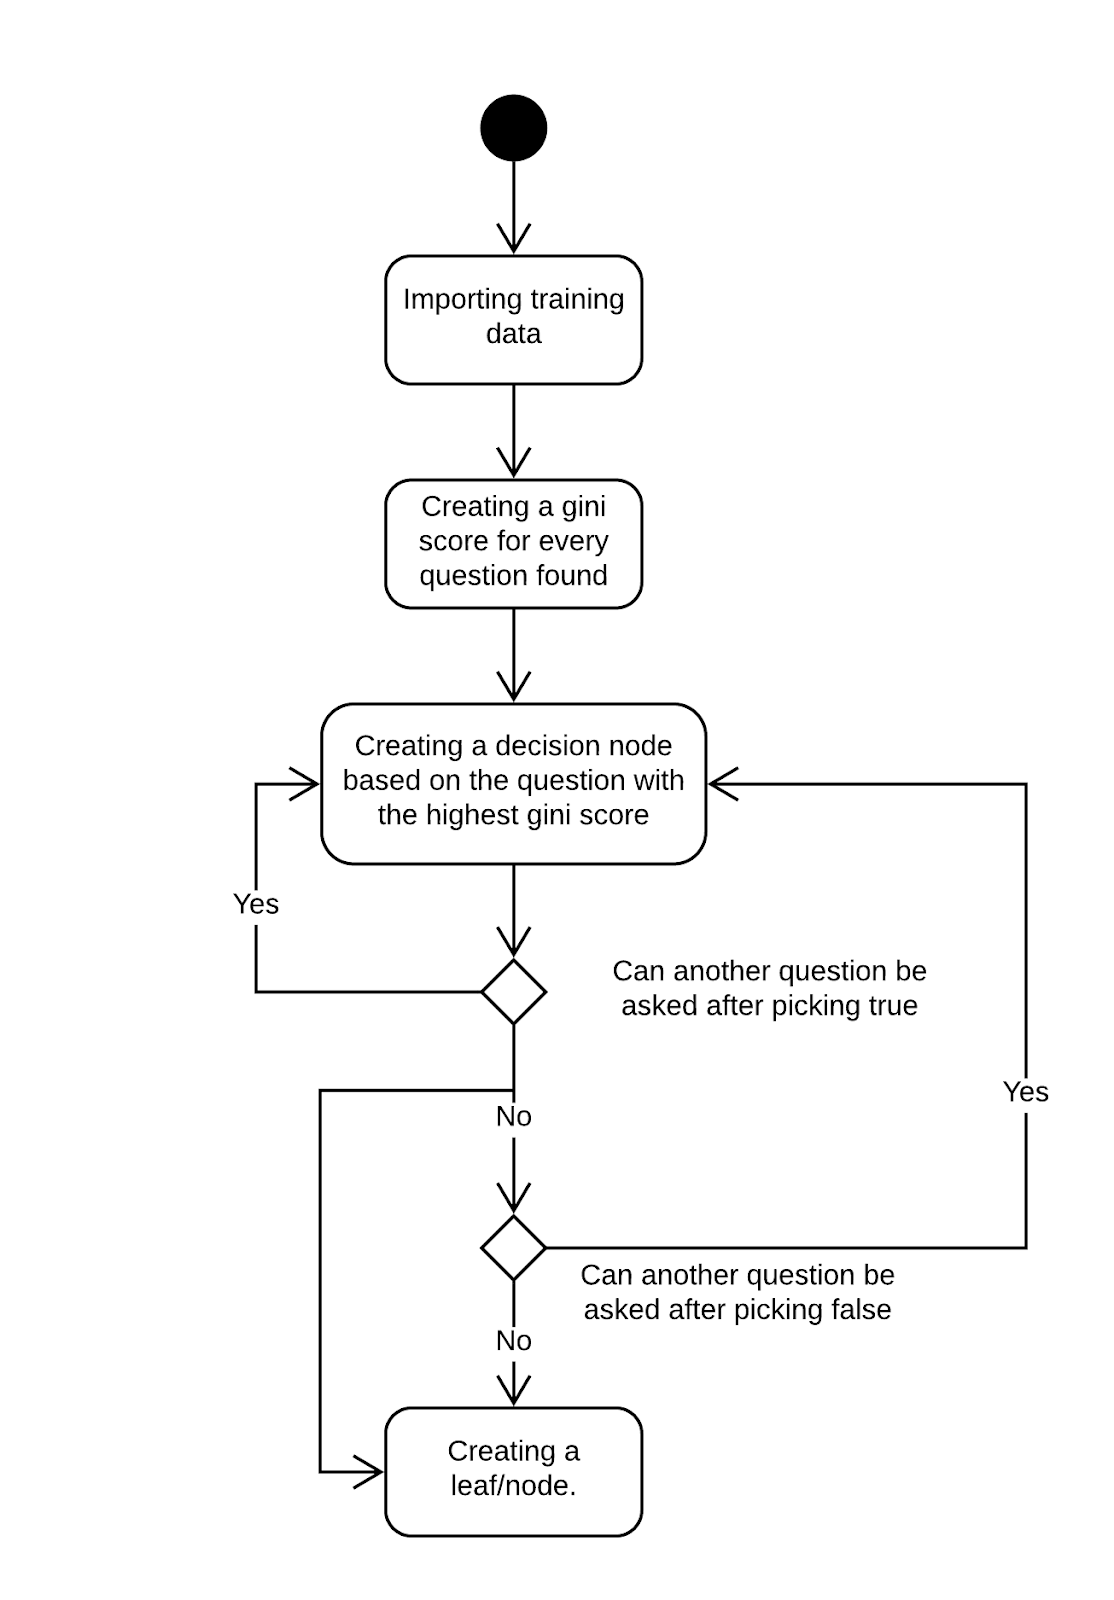 Importing training
data
Creating a gini
score for every
question found
Creating a decision node
based on the question with
the highest gini score
Yes
Can another question be
asked after picking true
Yes
No
Can another question be
asked after picking false
No
Creating a
leaf/node.